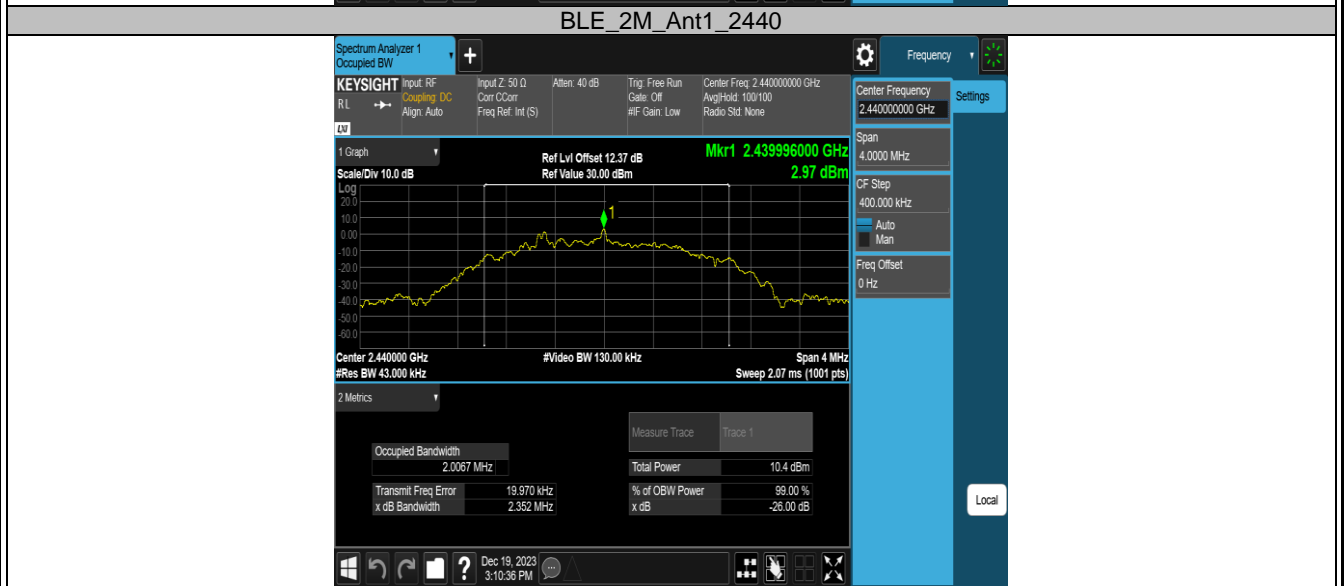 BLE_2M_Ant1_2440
Spectrum Analyzer 1
Occupied BW
+
Frequency
KEYSIGHT
RL
LXI
Input: RF
Coupling: DC
Align: Auto
Input Z: 50 Ω
Corr CCorr
Freq Ref: Int (S)
Atten: 40 dB
Trig: Free Run
Gate: Off
#IF Gain: Low
Center Freq: 2.440000000 GHz
Avg|Hold: 100/100
Radio Std: None
Center Frequency
2.440000000 GHz
Settings
Span
4.0000 MHz
CF Step
400.000 kHz
Auto
Man
Freq Offset
0 Hz
1 Graph
Scale/Div 10.0 dB
Ref Lvl Offset 12.37 dB
Ref Value 30.00 dBm
Mkr1 2.439996000 GHz
2.97 dBm
Log
20.0
10.0
0.00
-10.0
-20.0
-30.0
-40.0
-50.0
-60.0
1
Center 2.440000 GHz
#Video BW 130.00 kHz
Span 4 MHz
#Res BW 43.000 kHz
Sweep 2.07 ms (1001 pts)
2 Metrics
Measure Trace
Trace 1
Occupied Bandwidth
2.0067 MHz
Total Power
10.4 dBm
Transmit Freq Error
19.970 kHz
% of OBW Power
99.00 %
x dB Bandwidth
2.352 MHz
x dB
-26.00 dB
Local
?
Dec 19, 2023
3:10:36 PM